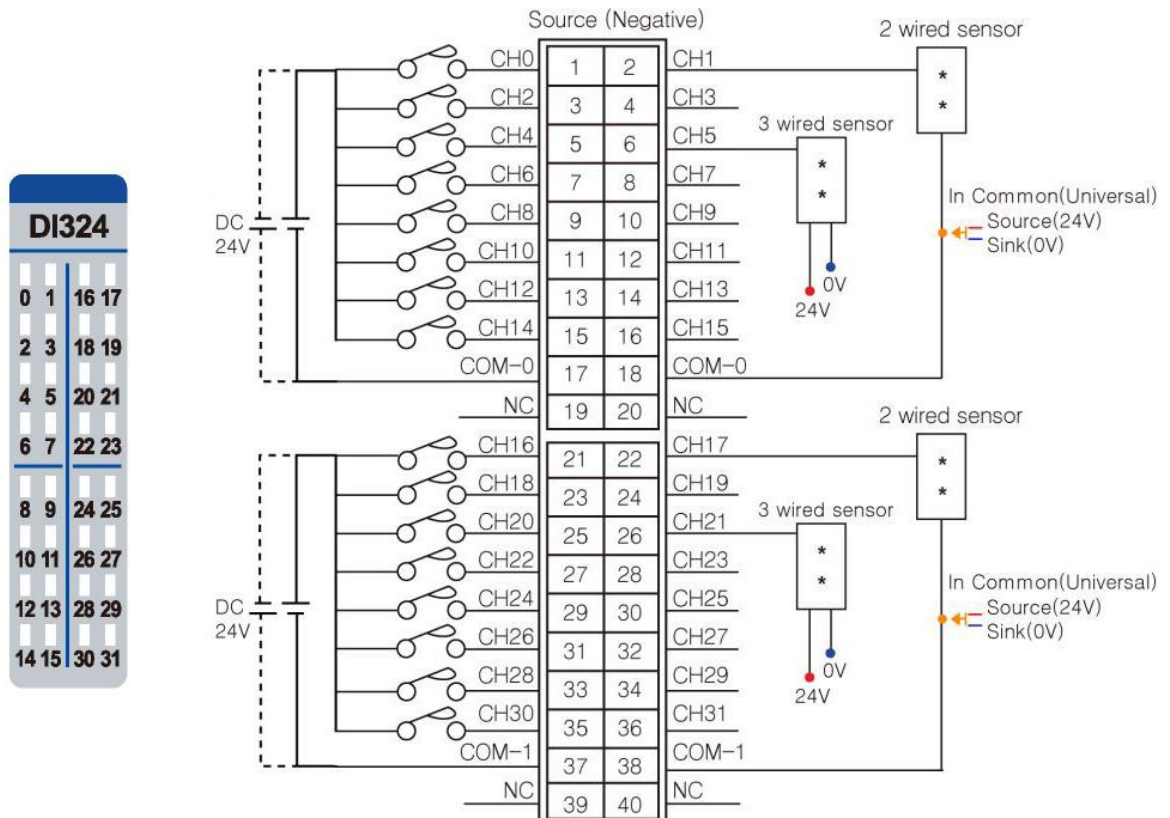 DI324
0 1 16 17
2 3 18 19
4 5 20 21
6 7 22 23
8 9 24 25
10 11 26 27
12 13 28 29
14 15 30 31
Source (Negative)
2 wired sensor
CH0 1 2 CH1
* *
CH2 3 4 CH3
3 wired sensor
CH4 5 6 CH5
* *
CH6 7 8 CH7
In Common(Universal)
Source(24V)
Sink(0V)
DC
24V
CH8 9 10 CH9
CH10 11 12 CH11
0V
24V
CH12 13 14 CH13
CH14 15 16 CH15
COM-0 17 18 COM-0
NC 19 20 NC
2 wired sensor
CH16 21 22 CH17
* *
CH18 23 24 CH19
3 wired sensor
CH20 25 26 CH21
* *
CH22 27 28 CH23
In Common(Universal)
Source(24V)
Sink(0V)
DC
24V
CH24 29 30 CH25
CH26 31 32 CH27
0V
24V
CH28 33 34 CH29
CH30 35 36 CH31
COM-1 37 38 COM-1
NC 39 40 NC